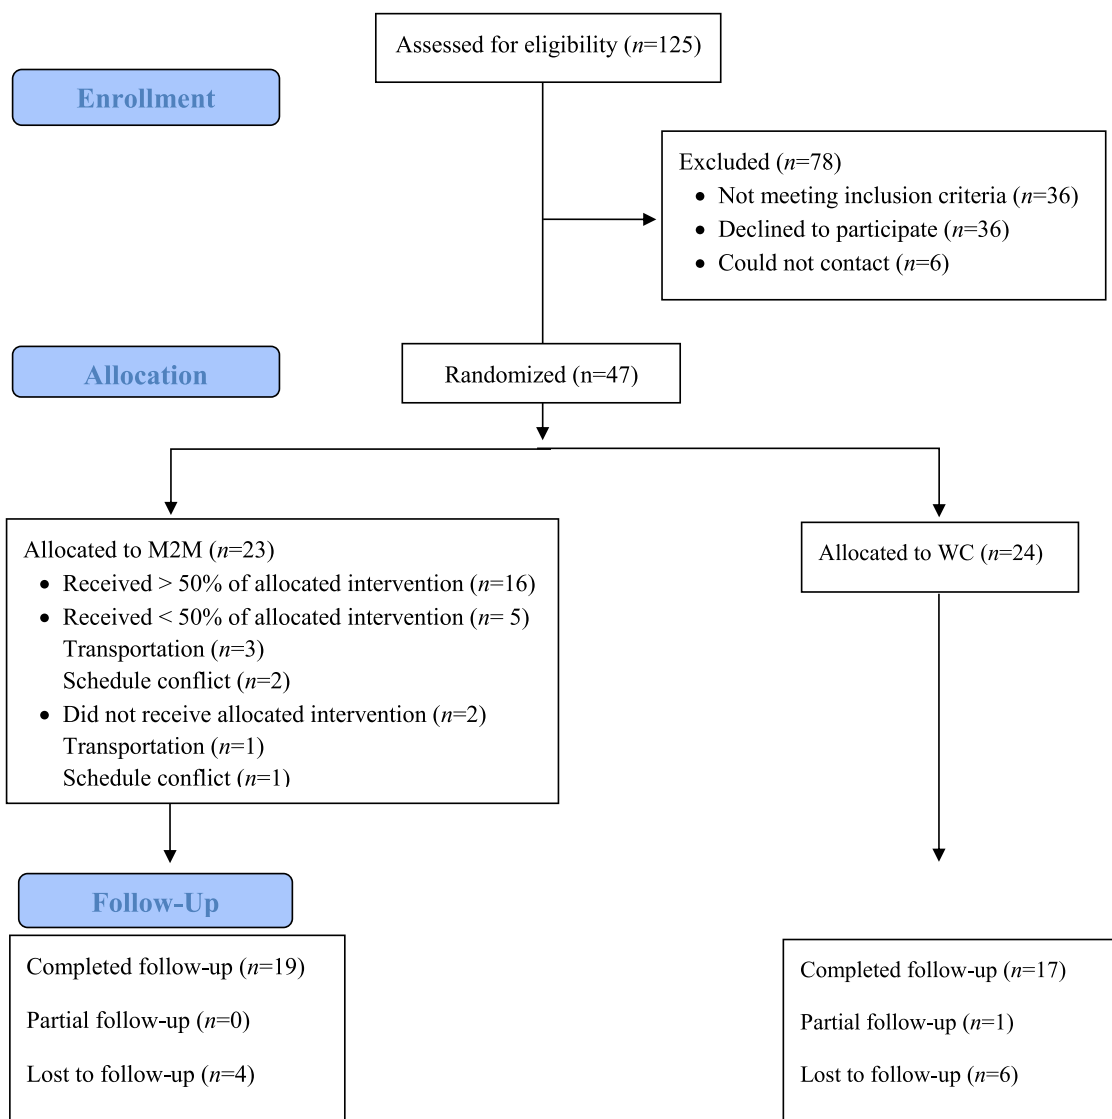 Assessed for eligibility (n=125)
Enrollment
Excluded (n=78)
• Not meeting inclusion criteria (n=36)
• Declined to participate (n=36)
• Could not contact (n=6)
Allocation
Randomized (n=47)
Allocated to M2M (n=23)
• Received > 50% of allocated intervention (n=16)
• Received < 50% of allocated intervention (n= 5)
Transportation (n=3)
Schedule conflict (n=2)
• Did not receive allocated intervention (n=2)
Transportation (n=1)
Schedule conflict (n=1)
Allocated to WC (n=24)
Follow-Up
Completed follow-up (n=19)
Partial follow-up (n=0)
Lost to follow-up (n=4)
Completed follow-up (n=17)
Partial follow-up (n=1)
Lost to follow-up (n=6)